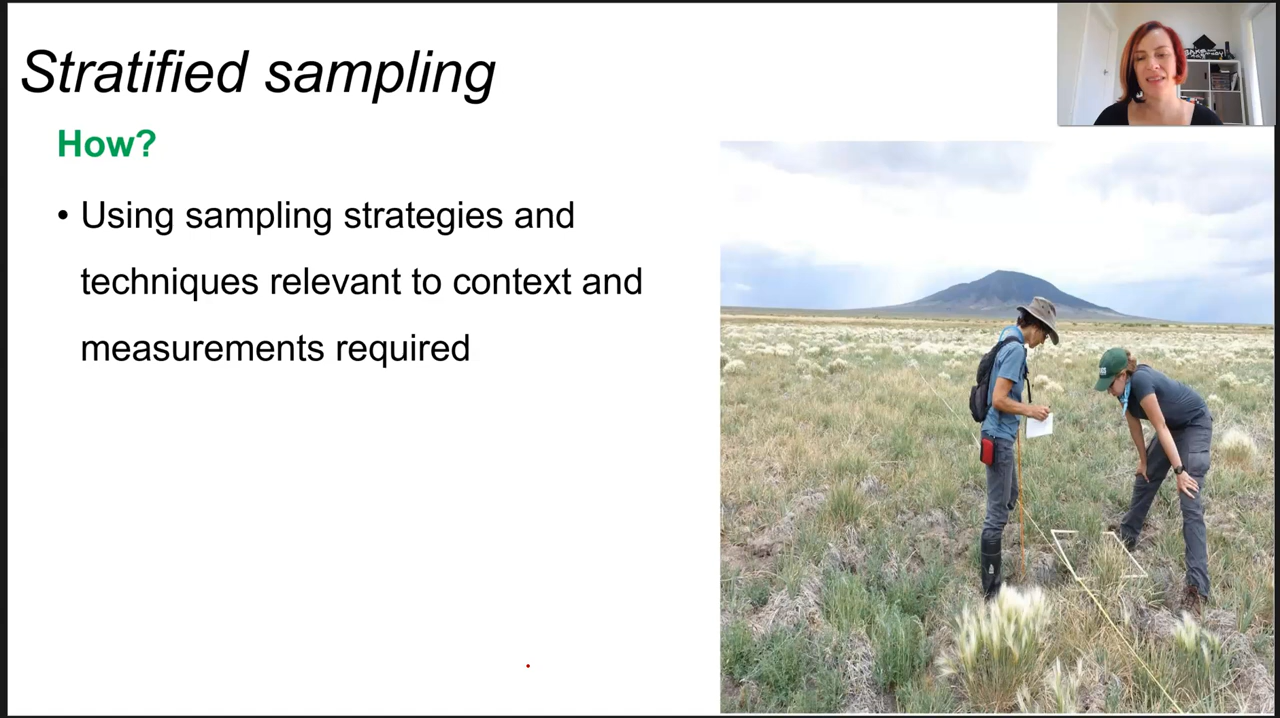 Stratified sampling
How?
• Using sampling strategies and
techniques relevant to context and
measurements required